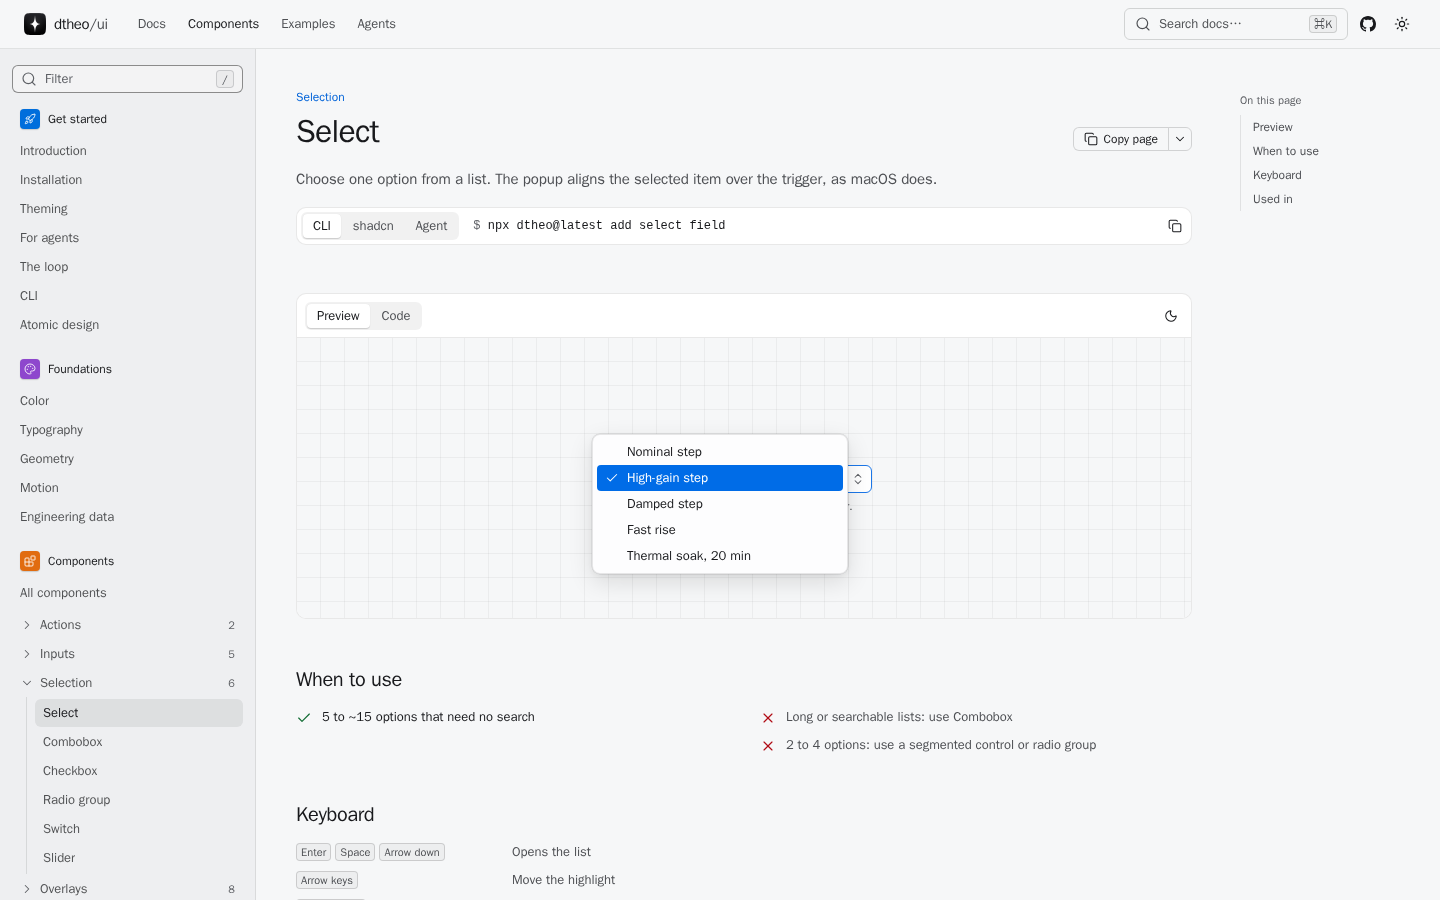 dtheo/ui
Docs
Components
Examples
Agents
Search docs…
⌘K
Filter
/
Get started
Introduction
Installation
Theming
For agents
The loop
CLI
Atomic design
Foundations
Color
Typography
Geometry
Motion
Engineering data
Components
All components
Actions 2
Inputs 5
Selection 6
Select
Combobox
Checkbox
Radio group
Switch
Slider
Overlays 8
Selection
Select
Copy page
Choose one option from a list. The popup aligns the selected item over the trigger, as macOS does.
CLI shadcn Agent $ npx dtheo@latest add select field
Preview Code
Nominal step
High-gain step
Damped step
Fast rise
Thermal soak, 20 min
When to use
5 to ~15 options that need no search
Long or searchable lists: use Combobox
2 to 4 options: use a segmented control or radio group
Keyboard
Enter Space Arrow down Opens the list
Arrow keys Move the highlight
On this page
Preview
When to use
Keyboard
Used in